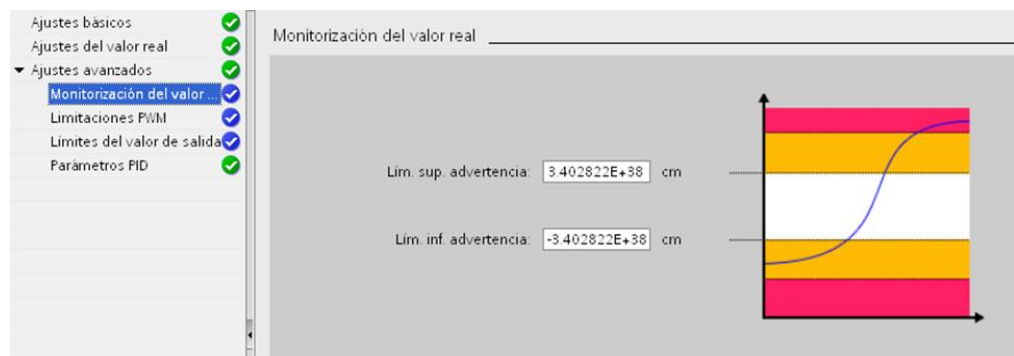 Ajustes básicos
Ajustes del valor real
Ajustes avanzados
Monitorización del valor ...
Limitaciones PWM
Límites del valor de salida
Parámetros PID
Monitorización del valor real
Lím. sup. advertencia: 3.402822E+38 cm
Lím. inf. advertencia: -3.402822E+38 cm